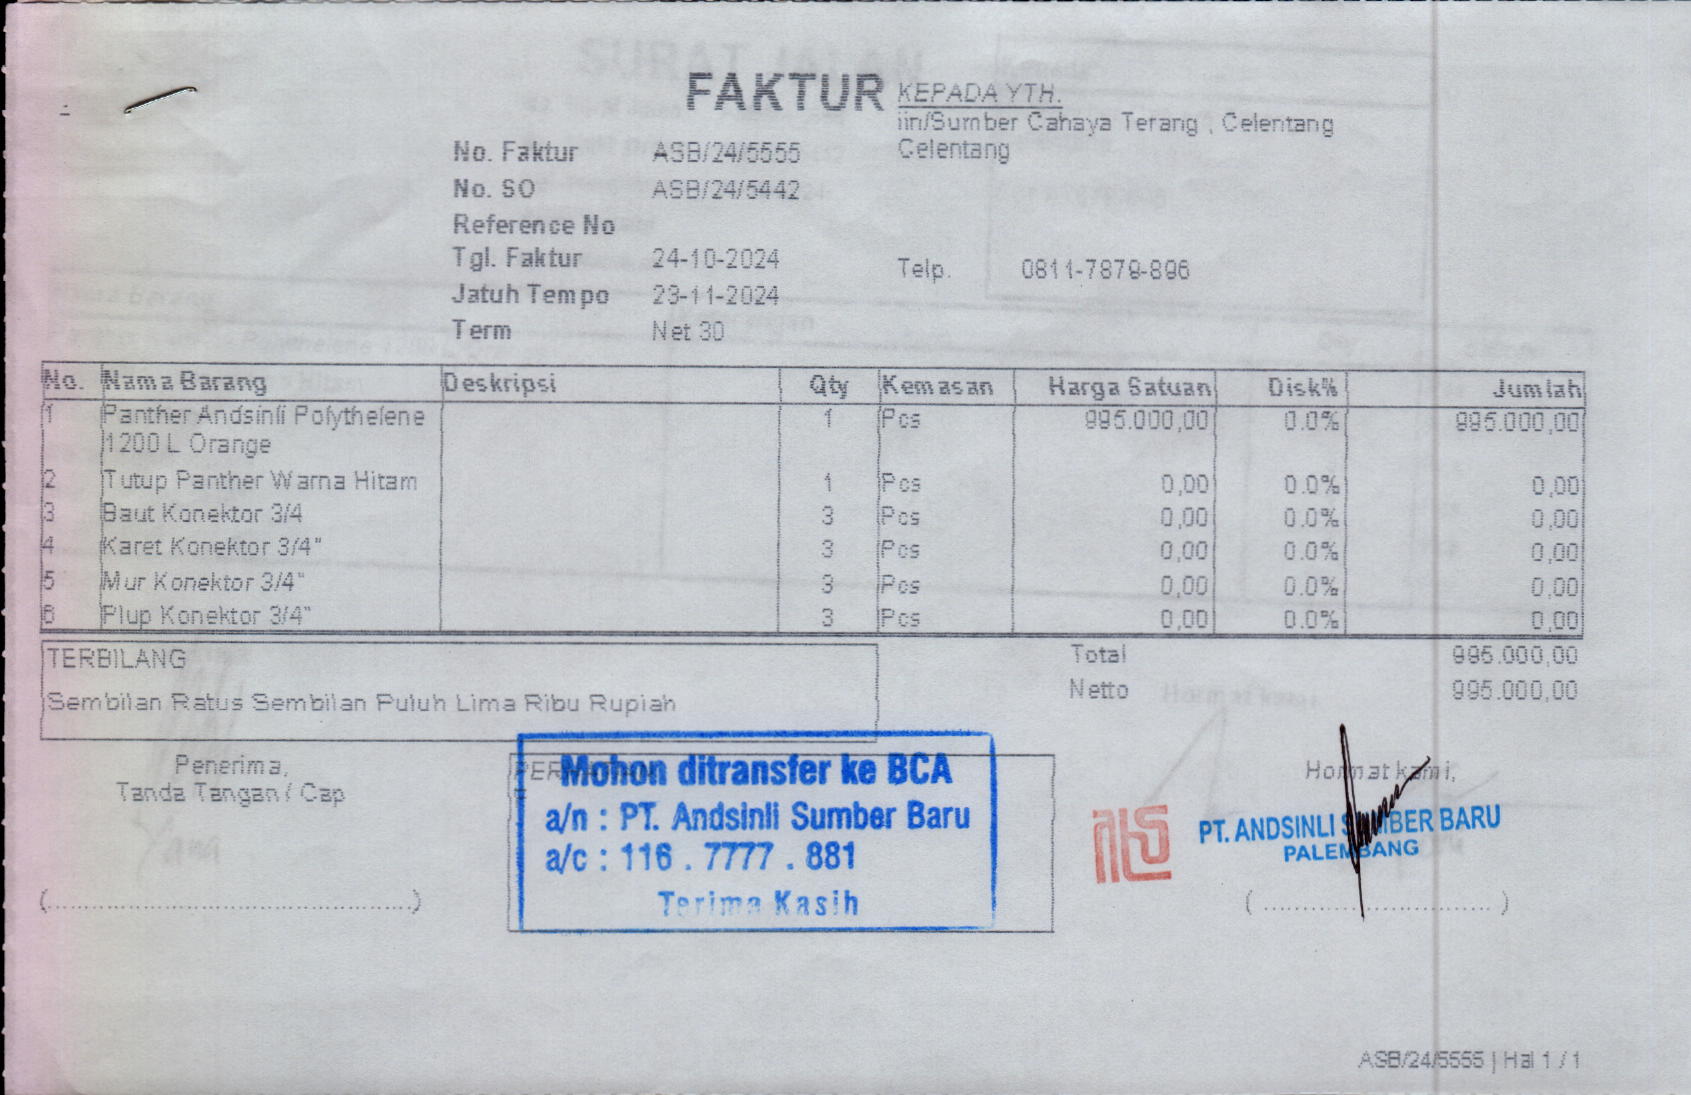 FAKTUR
KEPADA YTH.
iin/Sumber Cahaya Terang , Celentang
Celentang
No. Faktur ASB/24/5555
No. SO ASB/24/5442
Reference No
Tgl. Faktur 24-10-2024
Telp. 0811-7879-896
Jatuh Tempo 23-11-2024
Term Net 30
No. Nama Barang Deskripsi Qty Kemasan Harga Satuan Disk% Jumlah
1 Panther Andsinli Polythelene 1 Pcs 995.000,00 0.0% 995.000,00
1200 L Orange
2 Tutup Panther Warna Hitam 1 Pcs 0,00 0.0% 0,00
3 Baut Konektor 3/4 3 Pcs 0,00 0.0% 0,00
4 Karet Konektor 3/4" 3 Pcs 0,00 0.0% 0,00
5 Mur Konektor 3/4" 3 Pcs 0,00 0.0% 0,00
6 Plup Konektor 3/4" 3 Pcs 0,00 0.0% 0,00
TERBILANG
Sembilan Ratus Sembilan Puluh Lima Ribu Rupiah
Total 995.000,00
Netto 995.000,00
Penerima,
Tanda Tangan / Cap
(....................................................)
Mohon ditransfer ke BCA
a/n : PT. Andsinli Sumber Baru
a/c : 116 . 7777 . 881
Terima Kasih
Hormat kami,
PT. ANDSINLI SUMBER BARU
PALEMBANG
( ................................ )
ASB/24/5555 | Hal 1 / 1